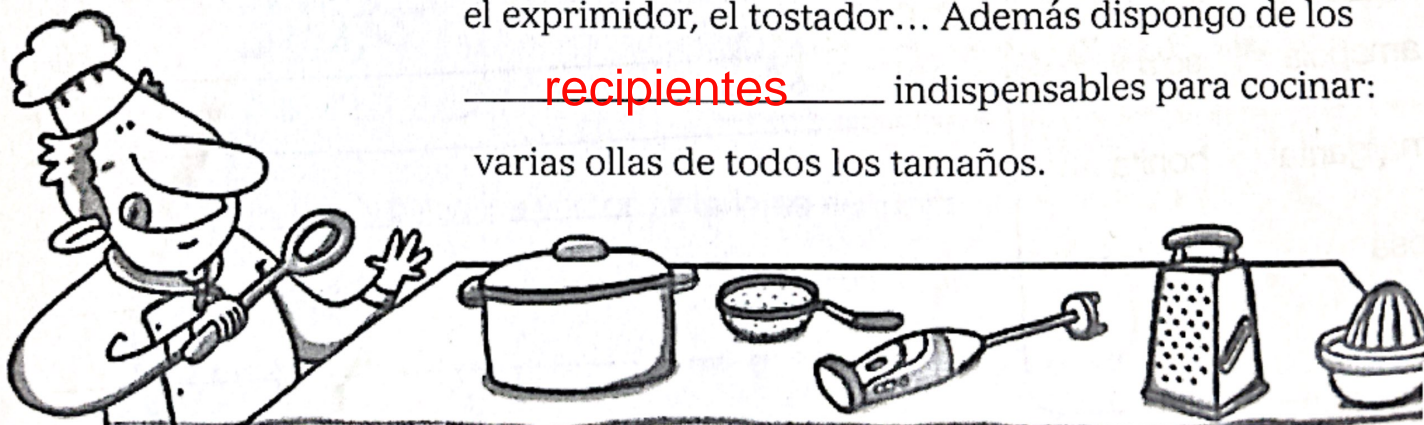 el exprimidor, el tostador... Además dispongo de los
recipientes indispensables para cocinar:
varias ollas de todos los tamaños.